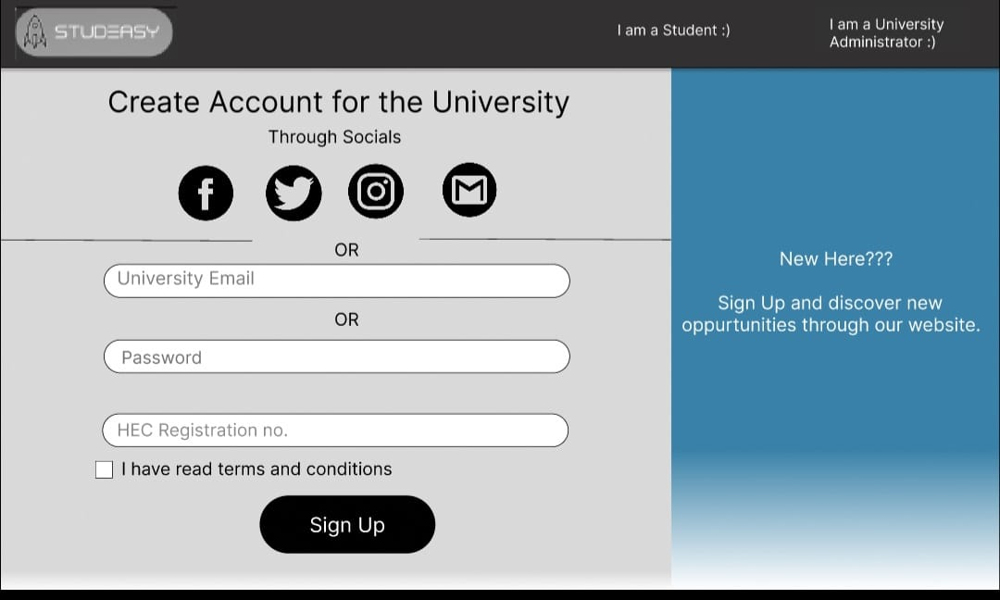 STUDEASY
I am a Student :)
I am a University
Administrator :)
Create Account for the University
Through Socials
OR
University Email
OR
Password
HEC Registration no.
I have read terms and conditions
Sign Up
New Here???
Sign Up and discover new
oppurtunities through our website.